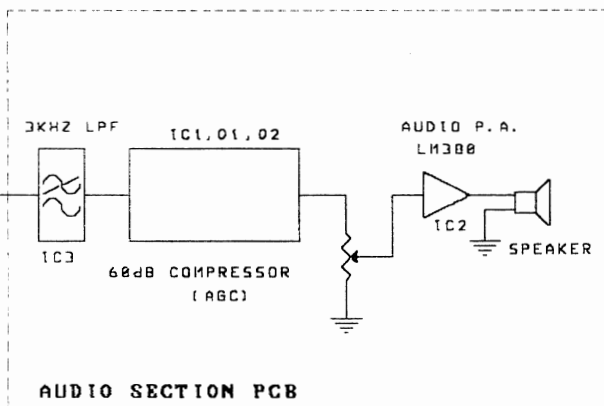 3KHZ LPF
IC1,Q1,Q2
AUDIO P.A.
LM380
IC3
60dB COMPRESSOR
(AGC)
IC2
SPEAKER
AUDIO SECTION PCB